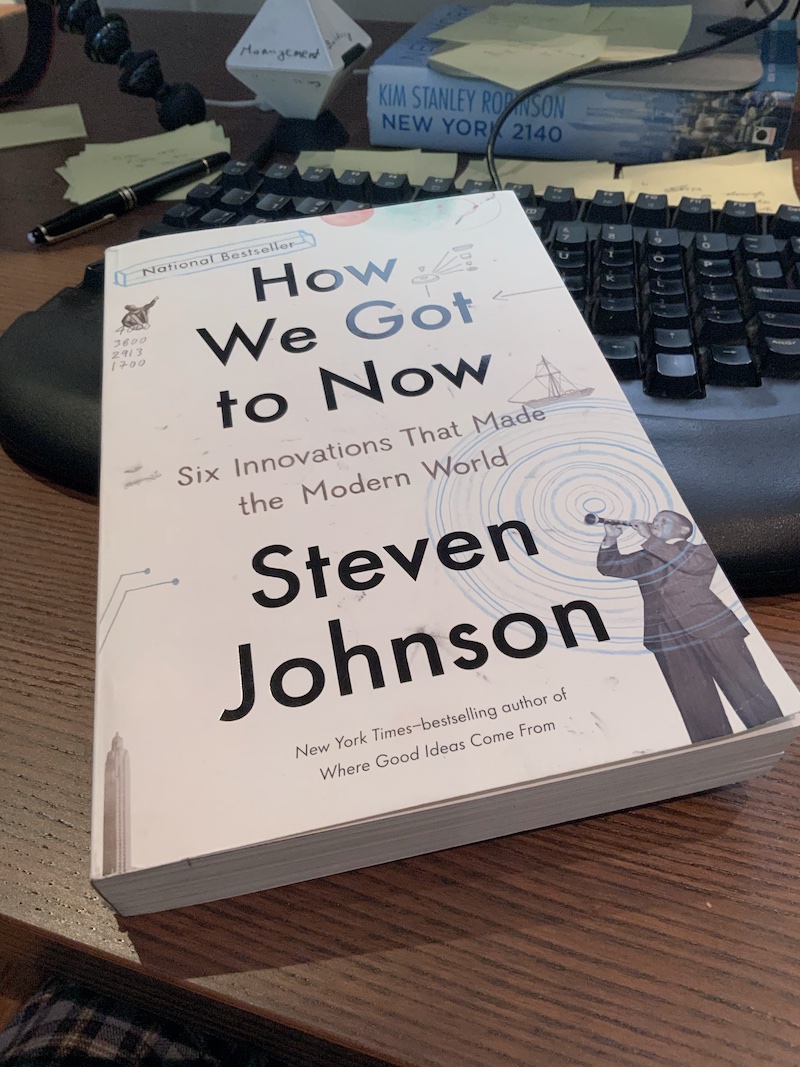 Management
KIM STANLEY ROBINSON
NEW YORK 2140
National Bestseller
How
We Got
to Now
3800
2913
1700
Six Innovations That Made
the Modern World
Steven
Johnson
New York Times–bestselling author of
Where Good Ideas Come From